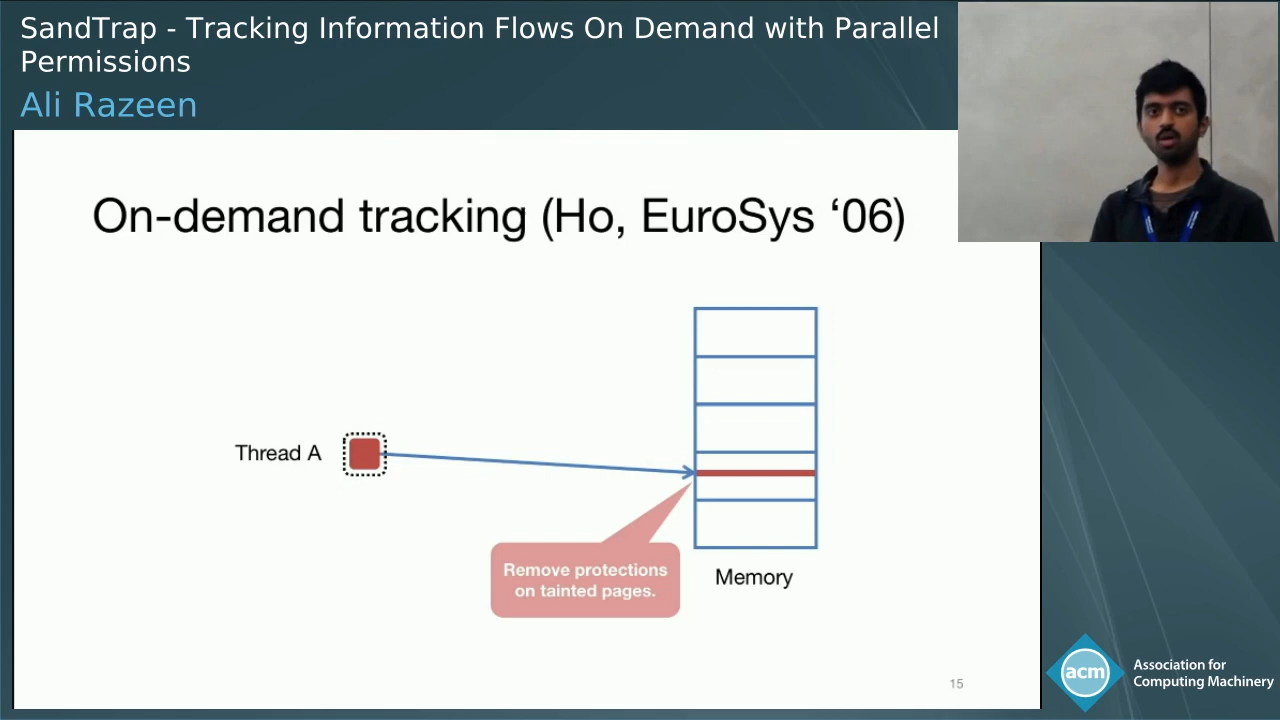 SandTrap - Tracking Information Flows On Demand with Parallel
Permissions
Ali Razeen
On-demand tracking (Ho, EuroSys ‘06)
Thread A
Remove protections
on tainted pages.
Memory
15
acm
Association for
Computing Machinery